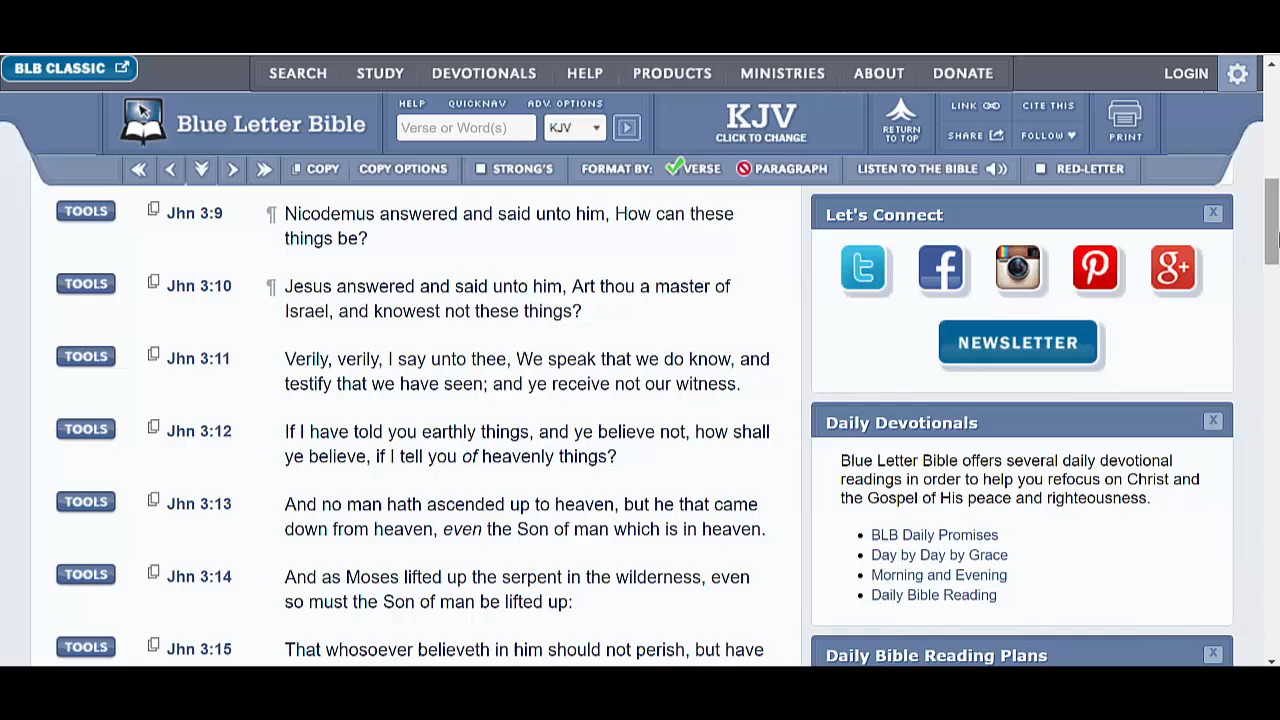 BLB CLASSIC
SEARCH STUDY DEVOTIONALS HELP PRODUCTS MINISTRIES ABOUT DONATE LOGIN
HELP QUICKNAV ADV. OPTIONS
Blue Letter Bible
Verse or Word(s) KJV
KJV
CLICK TO CHANGE
RETURN
TO TOP
LINK CITE THIS
SHARE FOLLOW
PRINT
COPY COPY OPTIONS STRONG'S FORMAT BY: VERSE PARAGRAPH LISTEN TO THE BIBLE RED-LETTER
TOOLS Jhn 3:9 ¶ Nicodemus answered and said unto him, How can these
things be?
TOOLS Jhn 3:10 ¶ Jesus answered and said unto him, Art thou a master of
Israel, and knowest not these things?
TOOLS Jhn 3:11 Verily, verily, I say unto thee, We speak that we do know, and
testify that we have seen; and ye receive not our witness.
TOOLS Jhn 3:12 If I have told you earthly things, and ye believe not, how shall
ye believe, if I tell you of heavenly things?
TOOLS Jhn 3:13 And no man hath ascended up to heaven, but he that came
down from heaven, even the Son of man which is in heaven.
TOOLS Jhn 3:14 And as Moses lifted up the serpent in the wilderness, even
so must the Son of man be lifted up:
TOOLS Jhn 3:15 That whosoever believeth in him should not perish, but have
Let's Connect X
NEWSLETTER
Daily Devotionals X
Blue Letter Bible offers several daily devotional
readings in order to help you refocus on Christ and
the Gospel of His peace and righteousness.
• BLB Daily Promises
• Day by Day by Grace
• Morning and Evening
• Daily Bible Reading
Daily Bible Reading Plans X